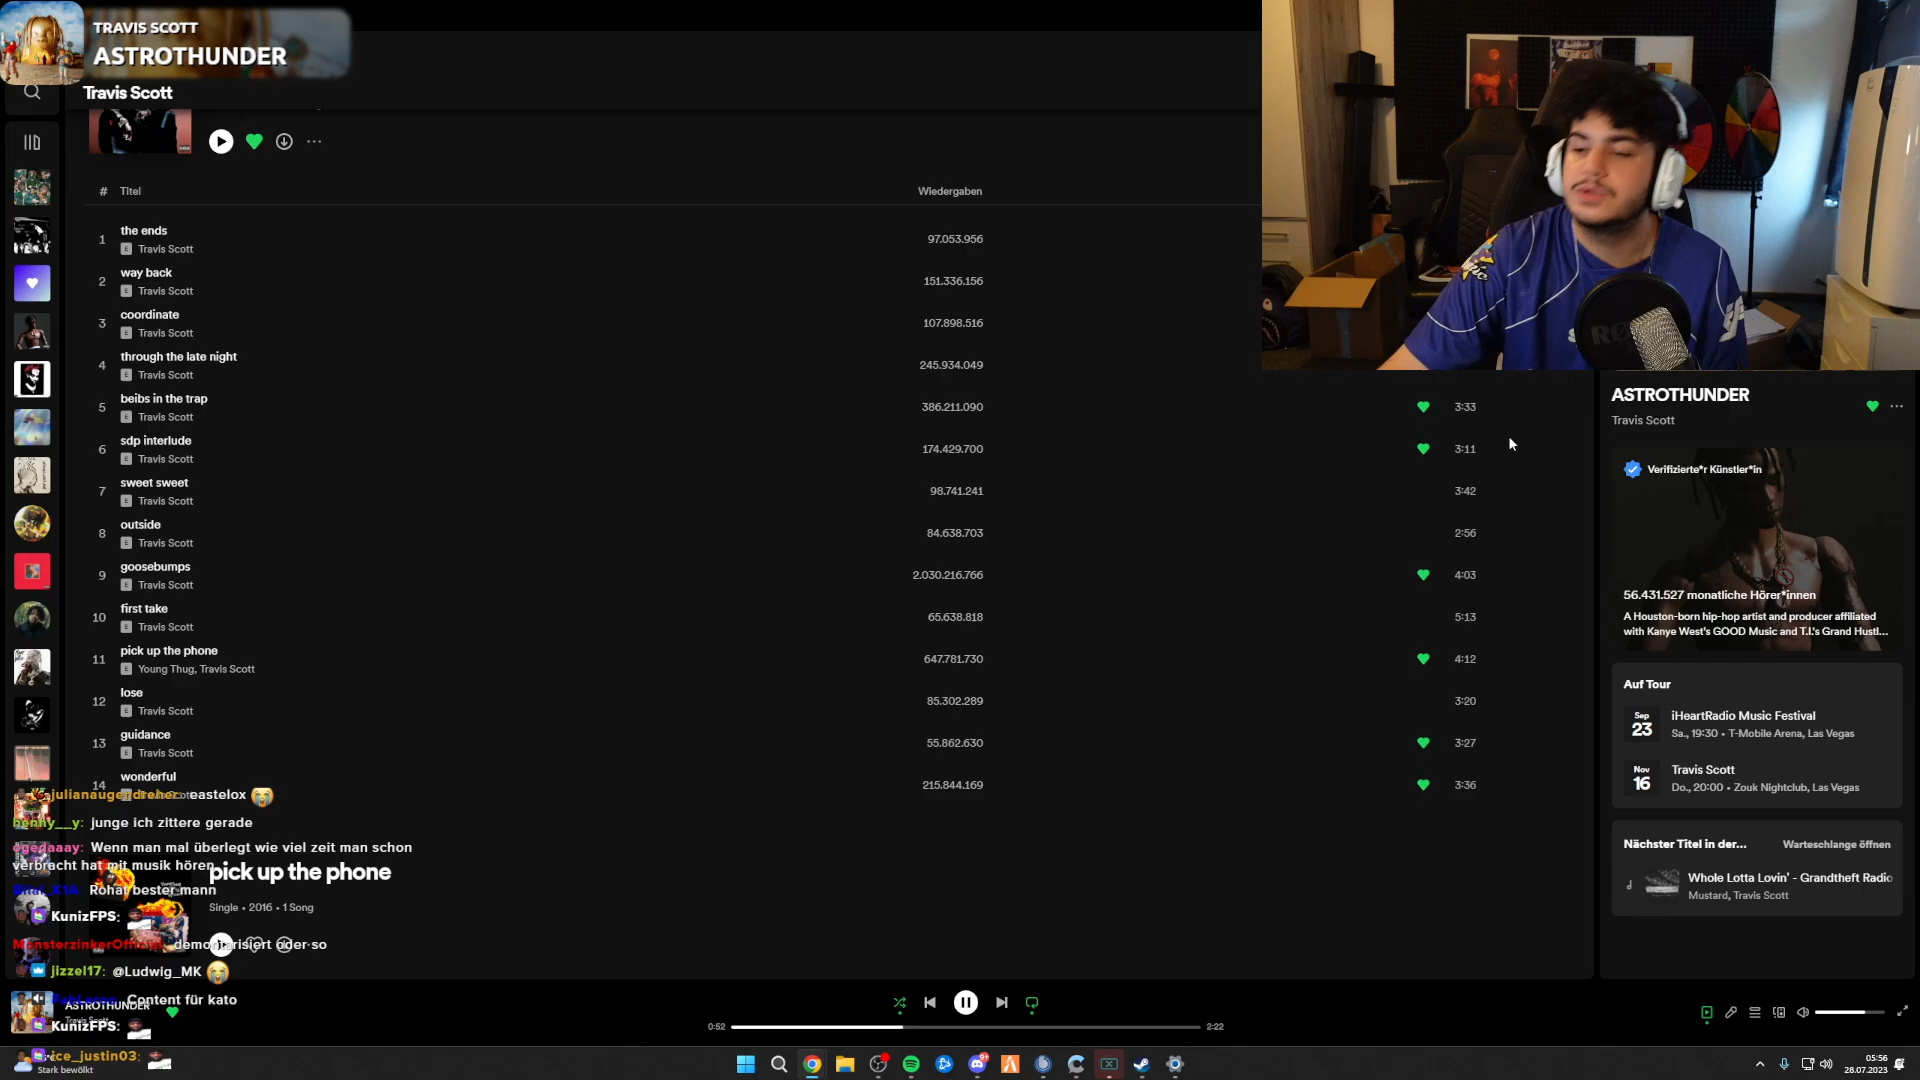 TRAVIS SCOTT
ASTROTHUNDER
Travis Scott
# Titel Wiedergaben
1 the ends 97.053.956
E Travis Scott
2 way back 151.336.156
E Travis Scott
3 coordinate 107.898.516
E Travis Scott
4 through the late night 245.934.049
E Travis Scott
5 beibs in the trap 386.211.090 3:33
E Travis Scott
6 sdp interlude 174.429.700 3:11
E Travis Scott
7 sweet sweet 98.741.241 3:42
E Travis Scott
8 outside 84.638.703 2:56
E Travis Scott
9 goosebumps 2.030.216.766 4:03
E Travis Scott
10 first take 65.638.818 5:13
E Travis Scott
11 pick up the phone 647.781.730 4:12
E Young Thug, Travis Scott
12 lose 85.302.289 3:20
E Travis Scott
13 guidance 55.862.630 3:27
E Travis Scott
14 wonderful 215.844.169 3:36
julianaugendreher: eastelox
henny__y: junge ich zittere gerade
ogedaaay: Wenn man mal überlegt wie viel zeit man schon
verbracht hat mit musik hören
pick up the phone
Rohat bester mann
Single • 2016 • 1 Song
KunizFPS:
demontarisiert oder so
jizzel17: @Ludwig_MK
Content für kato
ASTROTHUNDER
KunizFPS:
ice_justin03:
Stark bewölkt
0:52 2:22
ASTROTHUNDER
Travis Scott
Verifizierte*r Künstler*in
56.431.527 monatliche Hörer*innen
A Houston-born hip-hop artist and producer affiliated
with Kanye West's GOOD Music and T.I.'s Grand Hustl...
Auf Tour
Sep
23
iHeartRadio Music Festival
Sa., 19:30 • T-Mobile Arena, Las Vegas
Nov
16
Travis Scott
Do., 20:00 • Zouk Nightclub, Las Vegas
Nächster Titel in der... Warteschlange öffnen
Whole Lotta Lovin' - Grandtheft Radio
Mustard, Travis Scott
05:56
28.07.2023